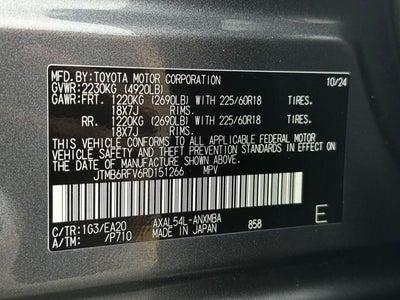 MFD.BY:TOYOTA MOTOR CORPORATION 10/24
GVWR:2230KG (4920LB)
GAWR:FRT. 1220KG (2690LB) WITH 225/60R18 TIRES.
18X7J RIMS.
RR. 1220KG (2690LB) WITH 225/60R18 TIRES.
18X7J RIMS.
THIS VEHICLE CONFORMS TO ALL APPLICABLE FEDERAL MOTOR
VEHICLE SAFETY AND THEFT PREVENTION STANDARDS IN EFFECT ON
THE DATE OF MANUFACTURE SHOWN ABOVE.
JTMB6RFV6RD151266 MPV
C/TR:1G3/EA20 AXAL54L-ANXMBA 858 E
A/TM: /P710 MADE IN JAPAN